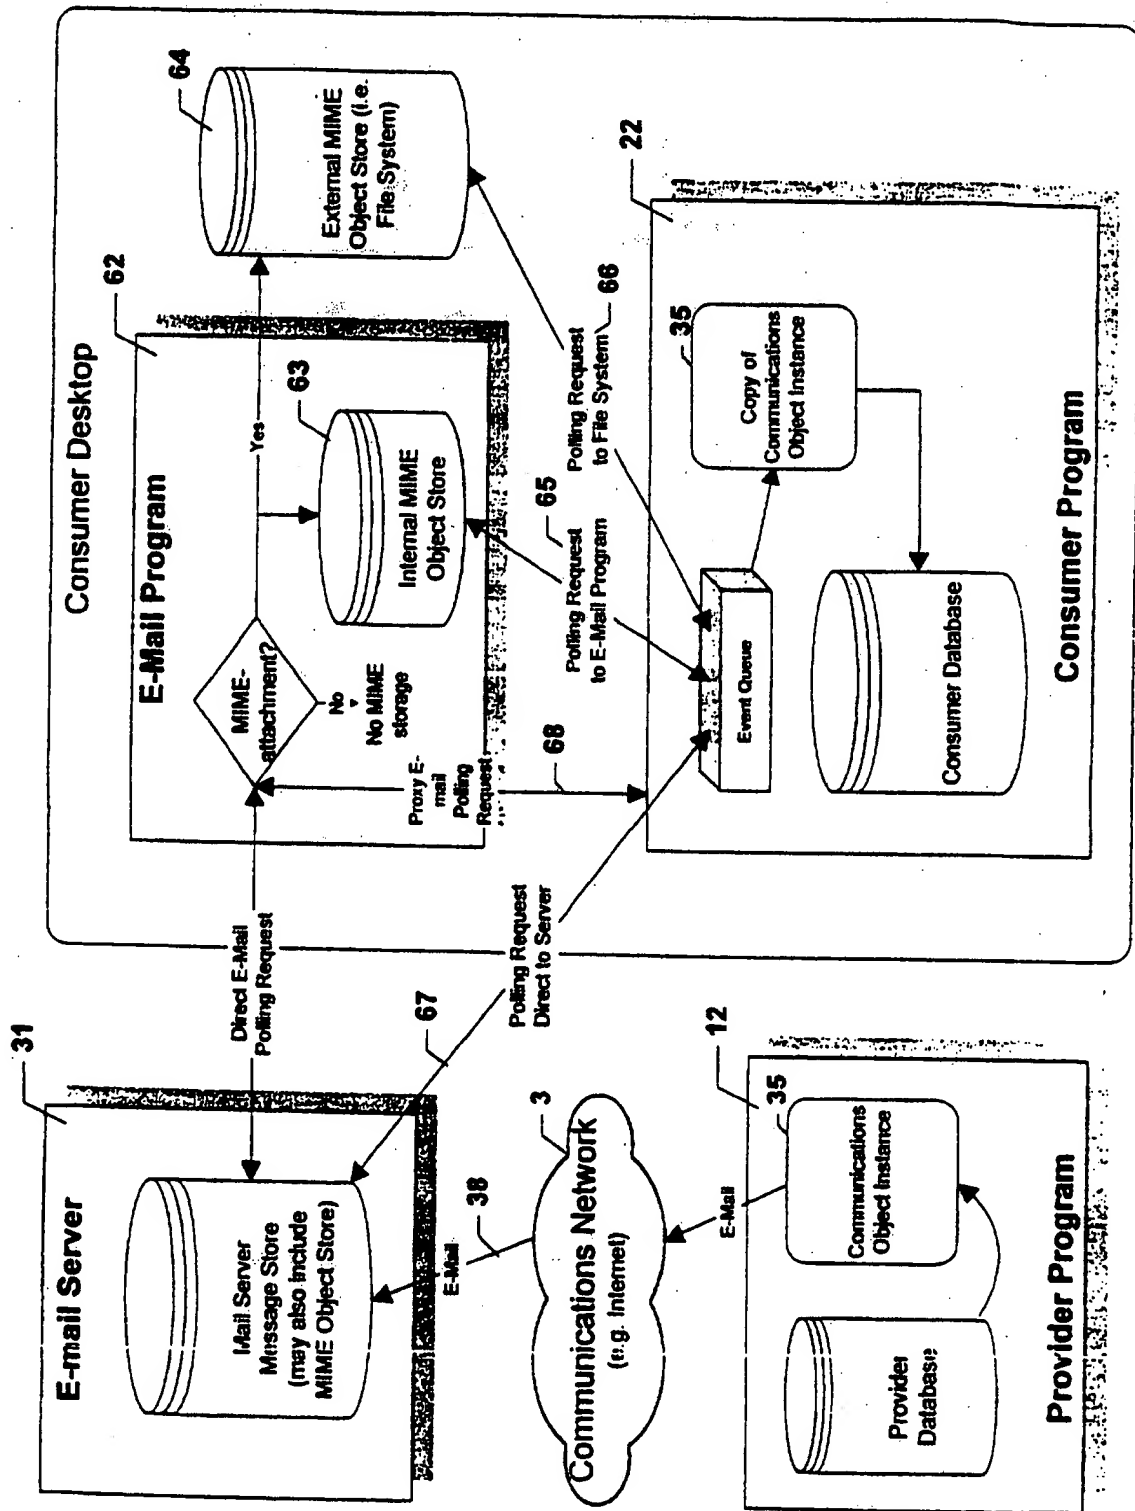 31
E-mail Server
Mail Server
Message Store
(may also include
MIME Object Store)
E-Mail
38
3
Communications Network
(e.g. Internet)
E-Mail
12
35
Communications
Object Instance
Provider
Database
Provider Program
Direct E-Mail
Polling Request
67
Polling Request
Direct to Server
Consumer Desktop
62
E-Mail Program
MIME-
attachment?
Yes
No
No MIME
storage
63
Internal MIME
Object Store
64
External MIME
Object Store (i.e.
File System)
Proxy E-
mail
Polling
Request
68
65
Polling Request
to E-Mail Program
66
Polling Request
to File System
22
Event Queue
35
Copy of
Communications
Object Instance
Consumer Database
Consumer Program